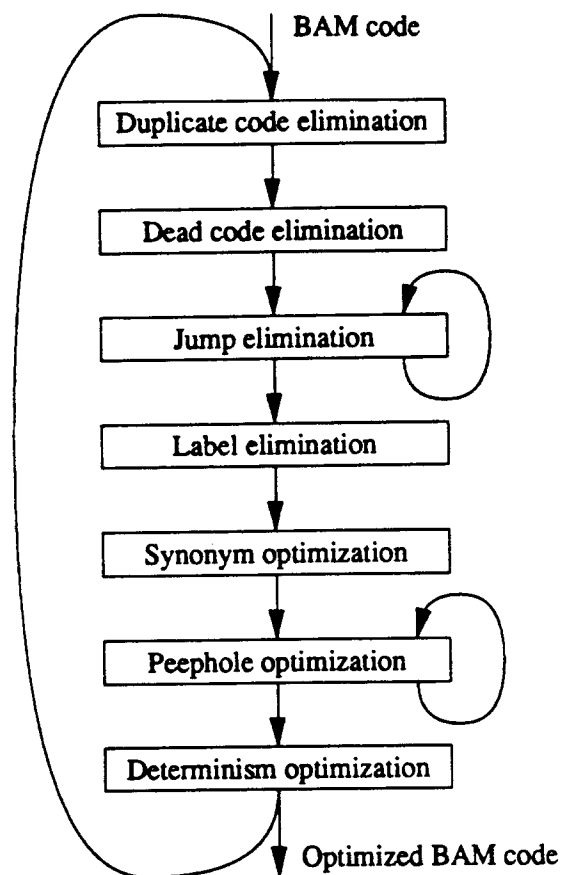 BAM code
Duplicate code elimination
Dead code elimination
Jump elimination
Label elimination
Synonym optimization
Peephole optimization
Determinism optimization
Optimized BAM code